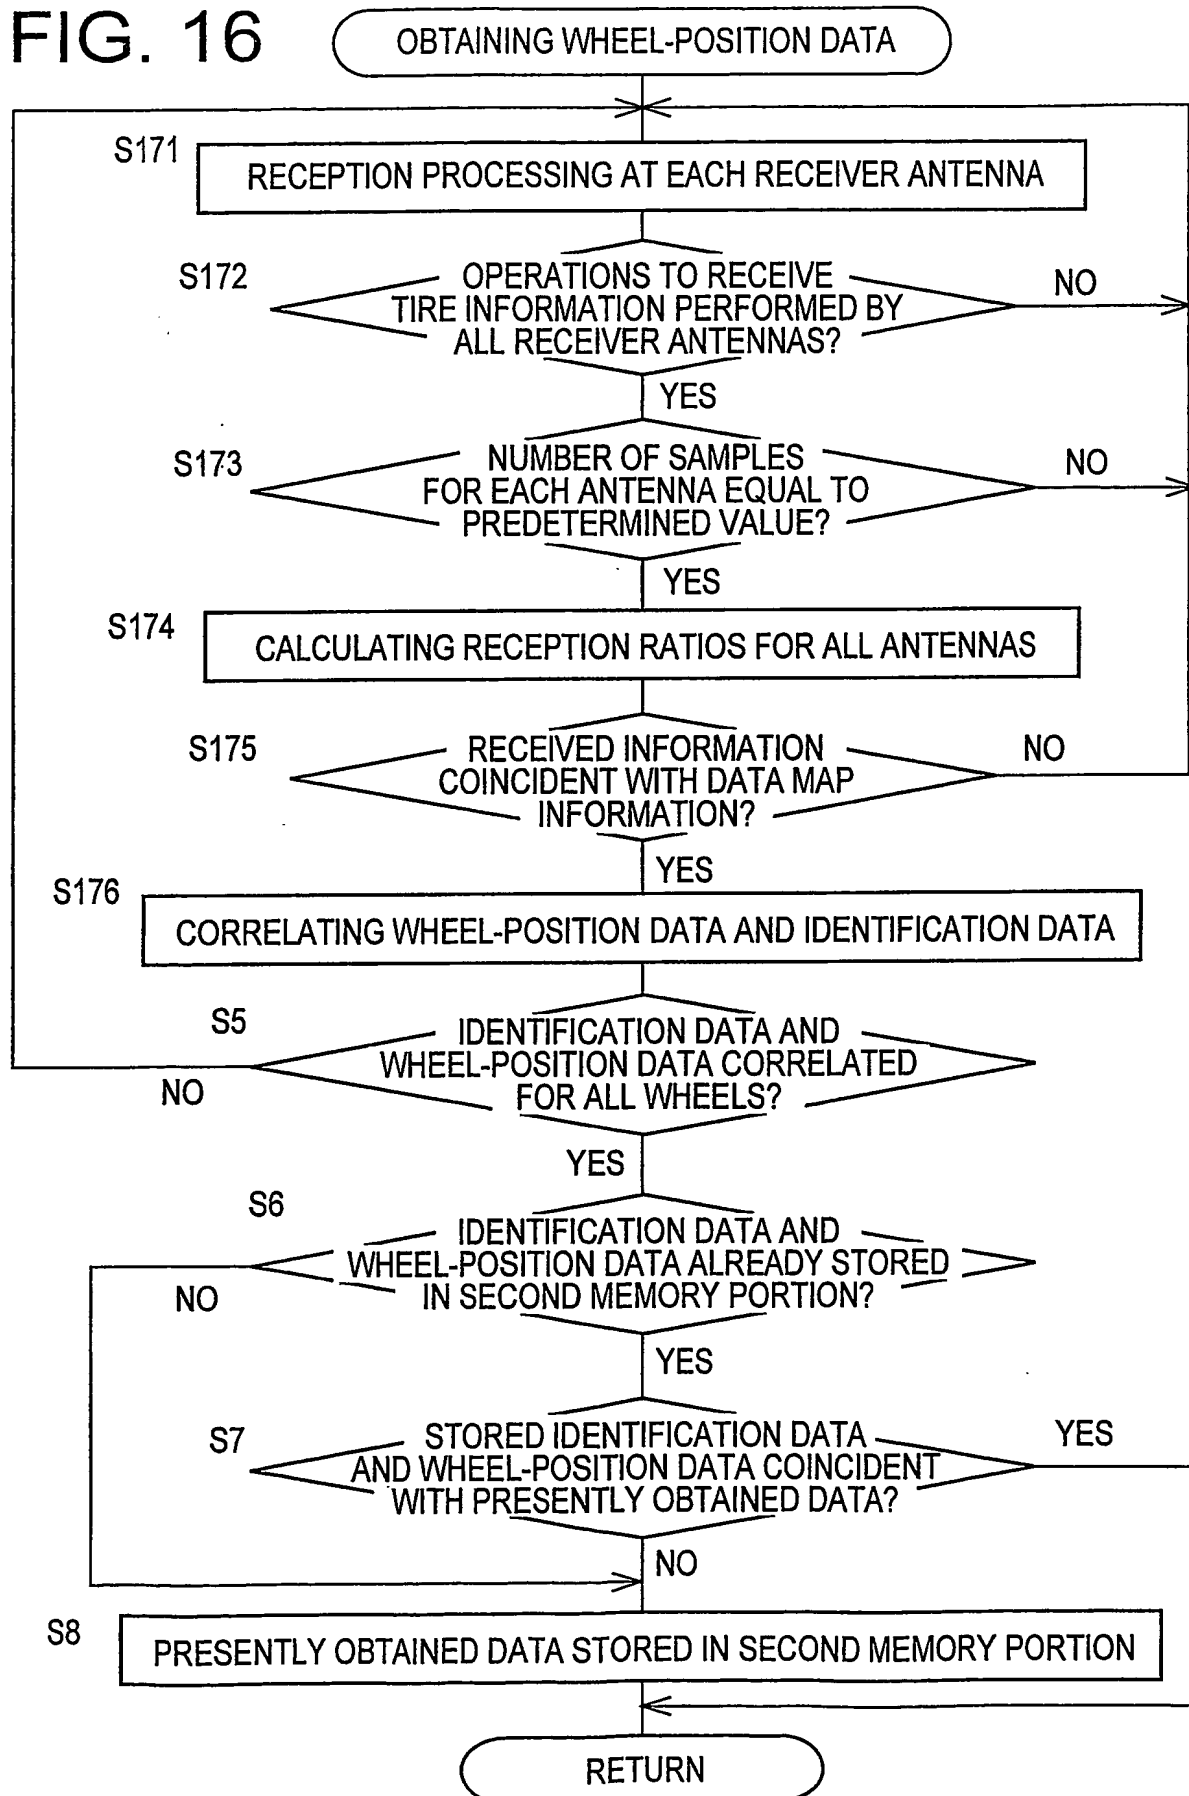 FIG. 16
OBTAINING WHEEL-POSITION DATA
S171
RECEPTION PROCESSING AT EACH RECEIVER ANTENNA
S172
OPERATIONS TO RECEIVE
TIRE INFORMATION PERFORMED BY
ALL RECEIVER ANTENNAS?
NO
YES
S173
NUMBER OF SAMPLES
FOR EACH ANTENNA EQUAL TO
PREDETERMINED VALUE?
NO
YES
S174
CALCULATING RECEPTION RATIOS FOR ALL ANTENNAS
S175
RECEIVED INFORMATION
COINCIDENT WITH DATA MAP
INFORMATION?
NO
YES
S176
CORRELATING WHEEL-POSITION DATA AND IDENTIFICATION DATA
S5
IDENTIFICATION DATA AND
WHEEL-POSITION DATA CORRELATED
FOR ALL WHEELS?
NO
YES
S6
IDENTIFICATION DATA AND
WHEEL-POSITION DATA ALREADY STORED
IN SECOND MEMORY PORTION?
NO
YES
S7
STORED IDENTIFICATION DATA
AND WHEEL-POSITION DATA COINCIDENT
WITH PRESENTLY OBTAINED DATA?
YES
NO
S8
PRESENTLY OBTAINED DATA STORED IN SECOND MEMORY PORTION
RETURN